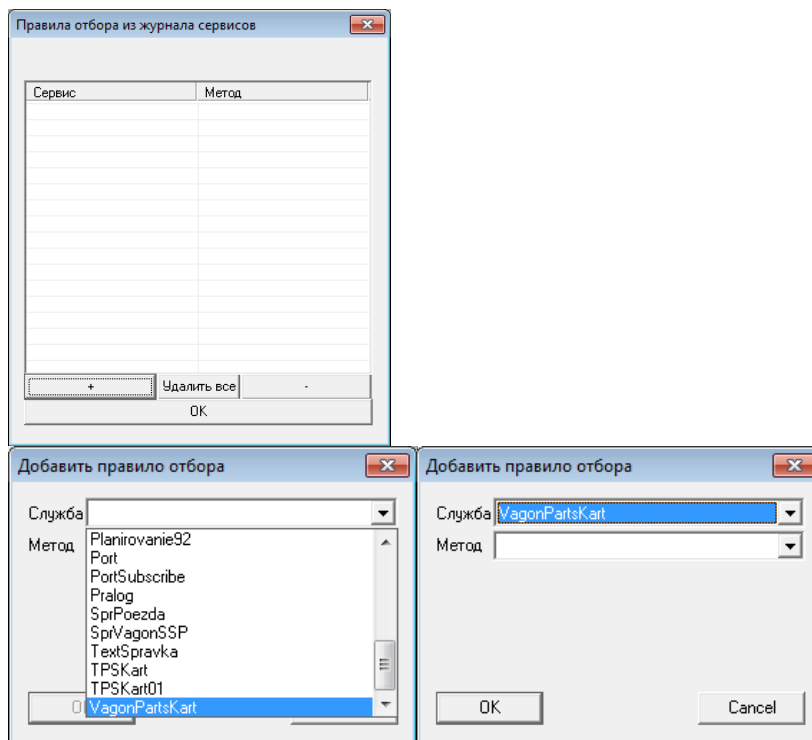 Правила отбора из журнала сервисов
Сервис Метод
+ Удалить все -
OK
Добавить правило отбора
Служба
Метод
Planirovanie92
Port
PortSubscribe
Pralog
SprPoezda
SprVagonSSP
TextSpravka
TPSKart
TPSKart01
VagonPartsKart
Добавить правило отбора
Служба VagonPartsKart
Метод
OK Cancel